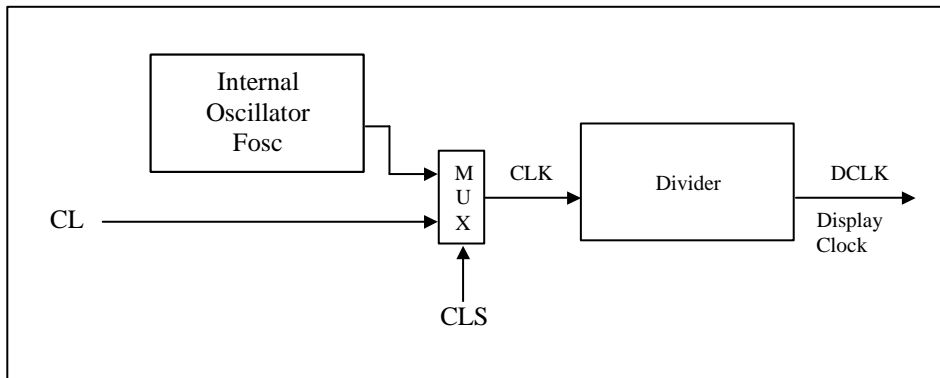 Internal
Oscillator
Fosc
M
U
X
CLK
Divider
DCLK
Display
Clock
CL
CLS